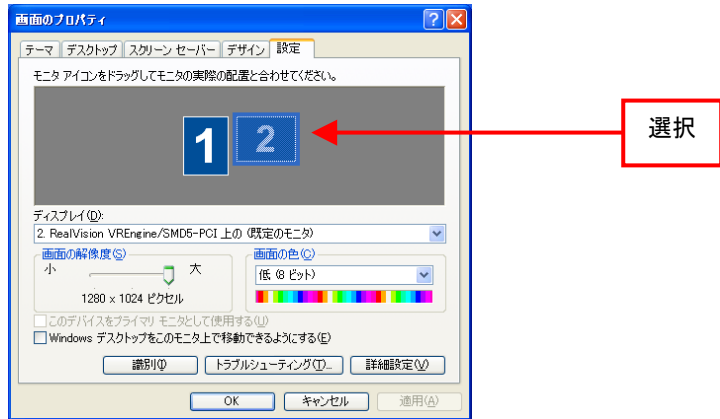 画面のプロパティ
テーマ デスクトップ スクリーン セーバー デザイン 設定
モニタ アイコンをドラッグしてモニタの実際の配置と合わせてください。
1 2
選択
ディスプレイ(D):
2. RealVision VREngine/SMD5-PCI 上の (既定のモニタ)
画面の解像度(S) 画面の色(C)
小 大 低 (8 ビット)
1280 x 1024 ピクセル
このデバイスをプライマリ モニタとして使用する(U)
Windows デスクトップをこのモニタ上で移動できるようにする(E)
識別(I) トラブルシューティング(T)... 詳細設定(V)
OK キャンセル 適用(A)